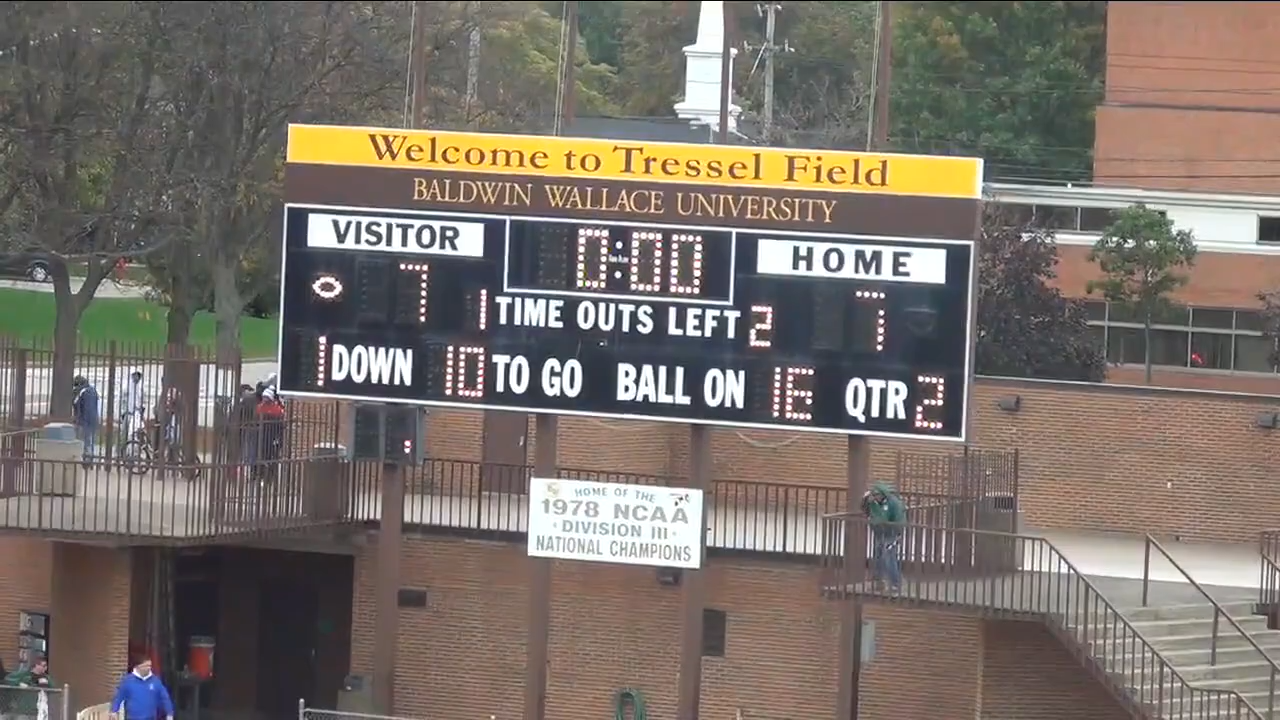 Welcome to Tressel Field
BALDWIN WALLACE UNIVERSITY
VISITOR 0:00 HOME
7 7
1 TIME OUTS LEFT 2
1 DOWN 10 TO GO BALL ON 16 QTR 2
HOME OF THE
1978 NCAA
· DIVISION III ·
NATIONAL CHAMPIONS